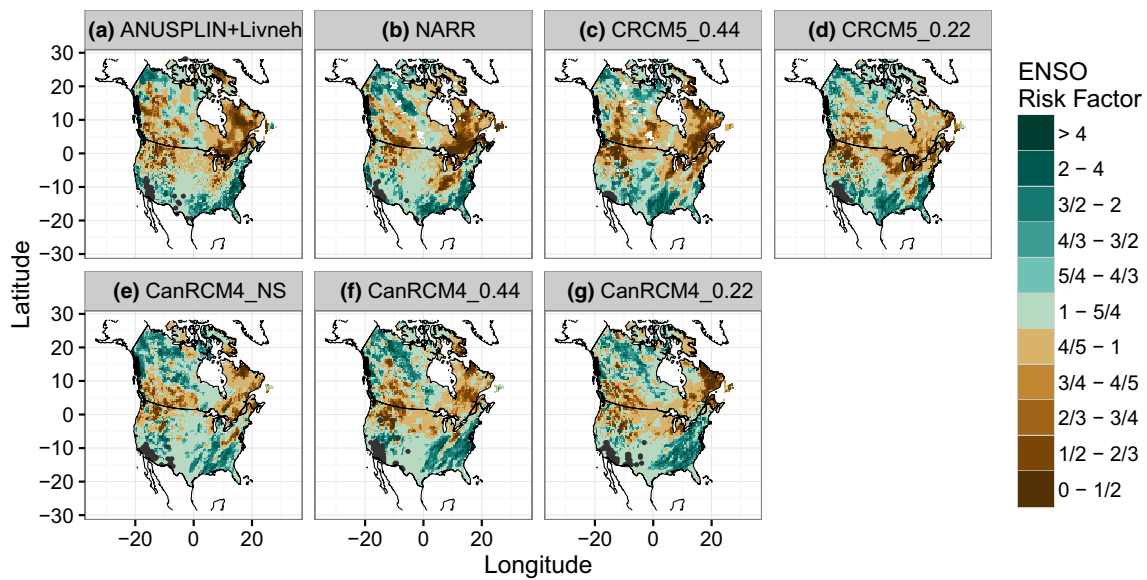 (a) ANUSPLIN+Livneh
(b) NARR
(c) CRCM5_0.44
(d) CRCM5_0.22
30
20
10
0
−10
−20
−30
(e) CanRCM4_NS
(f) CanRCM4_0.44
(g) CanRCM4_0.22
30
20
10
0
−10
−20
−30
−20 0 20
−20 0 20
−20 0 20
Latitude
Longitude
ENSO
Risk Factor
> 4
2 − 4
3/2 − 2
4/3 − 3/2
5/4 − 4/3
1 − 5/4
4/5 − 1
3/4 − 4/5
2/3 − 3/4
1/2 − 2/3
0 − 1/2